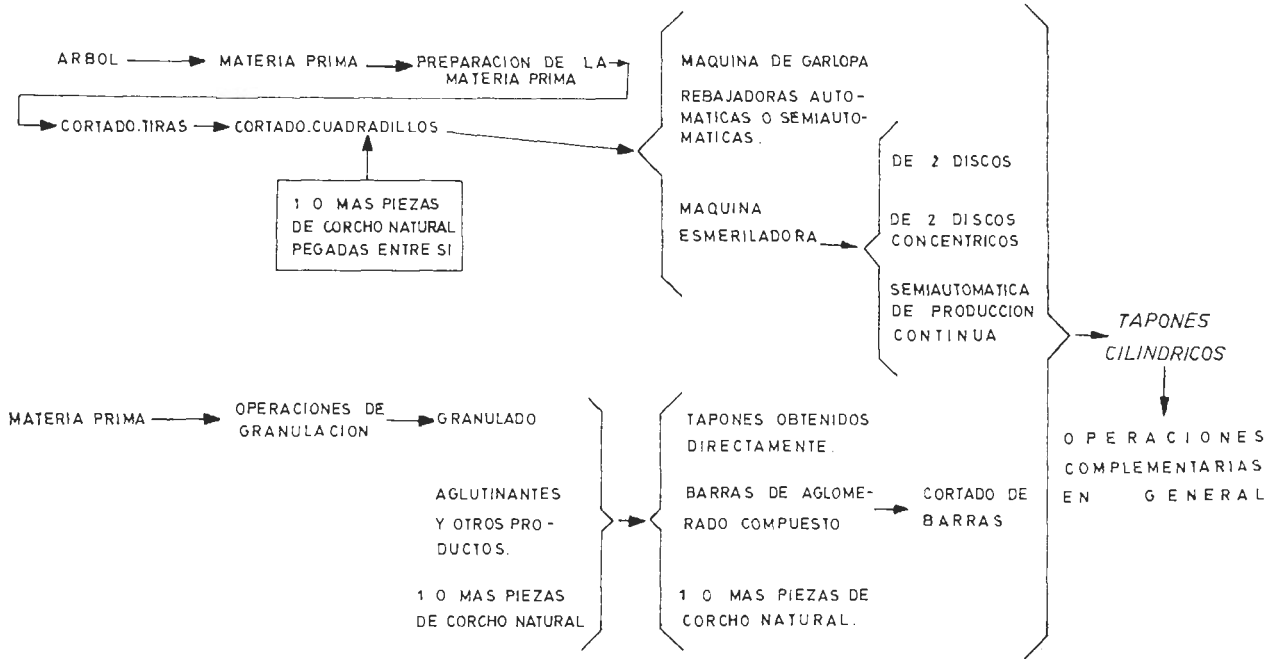 ARBOL
MATERIA PRIMA
PREPARACION DE LA
MATERIA PRIMA
CORTADO.TIRAS
CORTADO.CUADRADILLOS
1 O MAS PIEZAS
DE CORCHO NATURAL
PEGADAS ENTRE SI
MAQUINA DE GARLOPA
REBAJADORAS AUTO-
MATICAS O SEMIAUTO-
MATICAS.
MAQUINA
ESMERILADORA
DE 2 DISCOS
DE 2 DISCOS
CONCENTRICOS
SEMIAUTOMATICA
DE PRODUCCION
CONTINUA
MATERIA PRIMA
OPERACIONES DE
GRANULACION
GRANULADO
AGLUTINANTES
Y OTROS PRO-
DUCTOS.
1 O MAS PIEZAS
DE CORCHO NATURAL
TAPONES OBTENIDOS
DIRECTAMENTE.
BARRAS DE AGLOME-
RADO COMPUESTO
1 O MAS PIEZAS DE
CORCHO NATURAL.
CORTADO DE
BARRAS
TAPONES
CILINDRICOS
OPERACIONES
COMPLEMENTARIAS
EN GENERAL